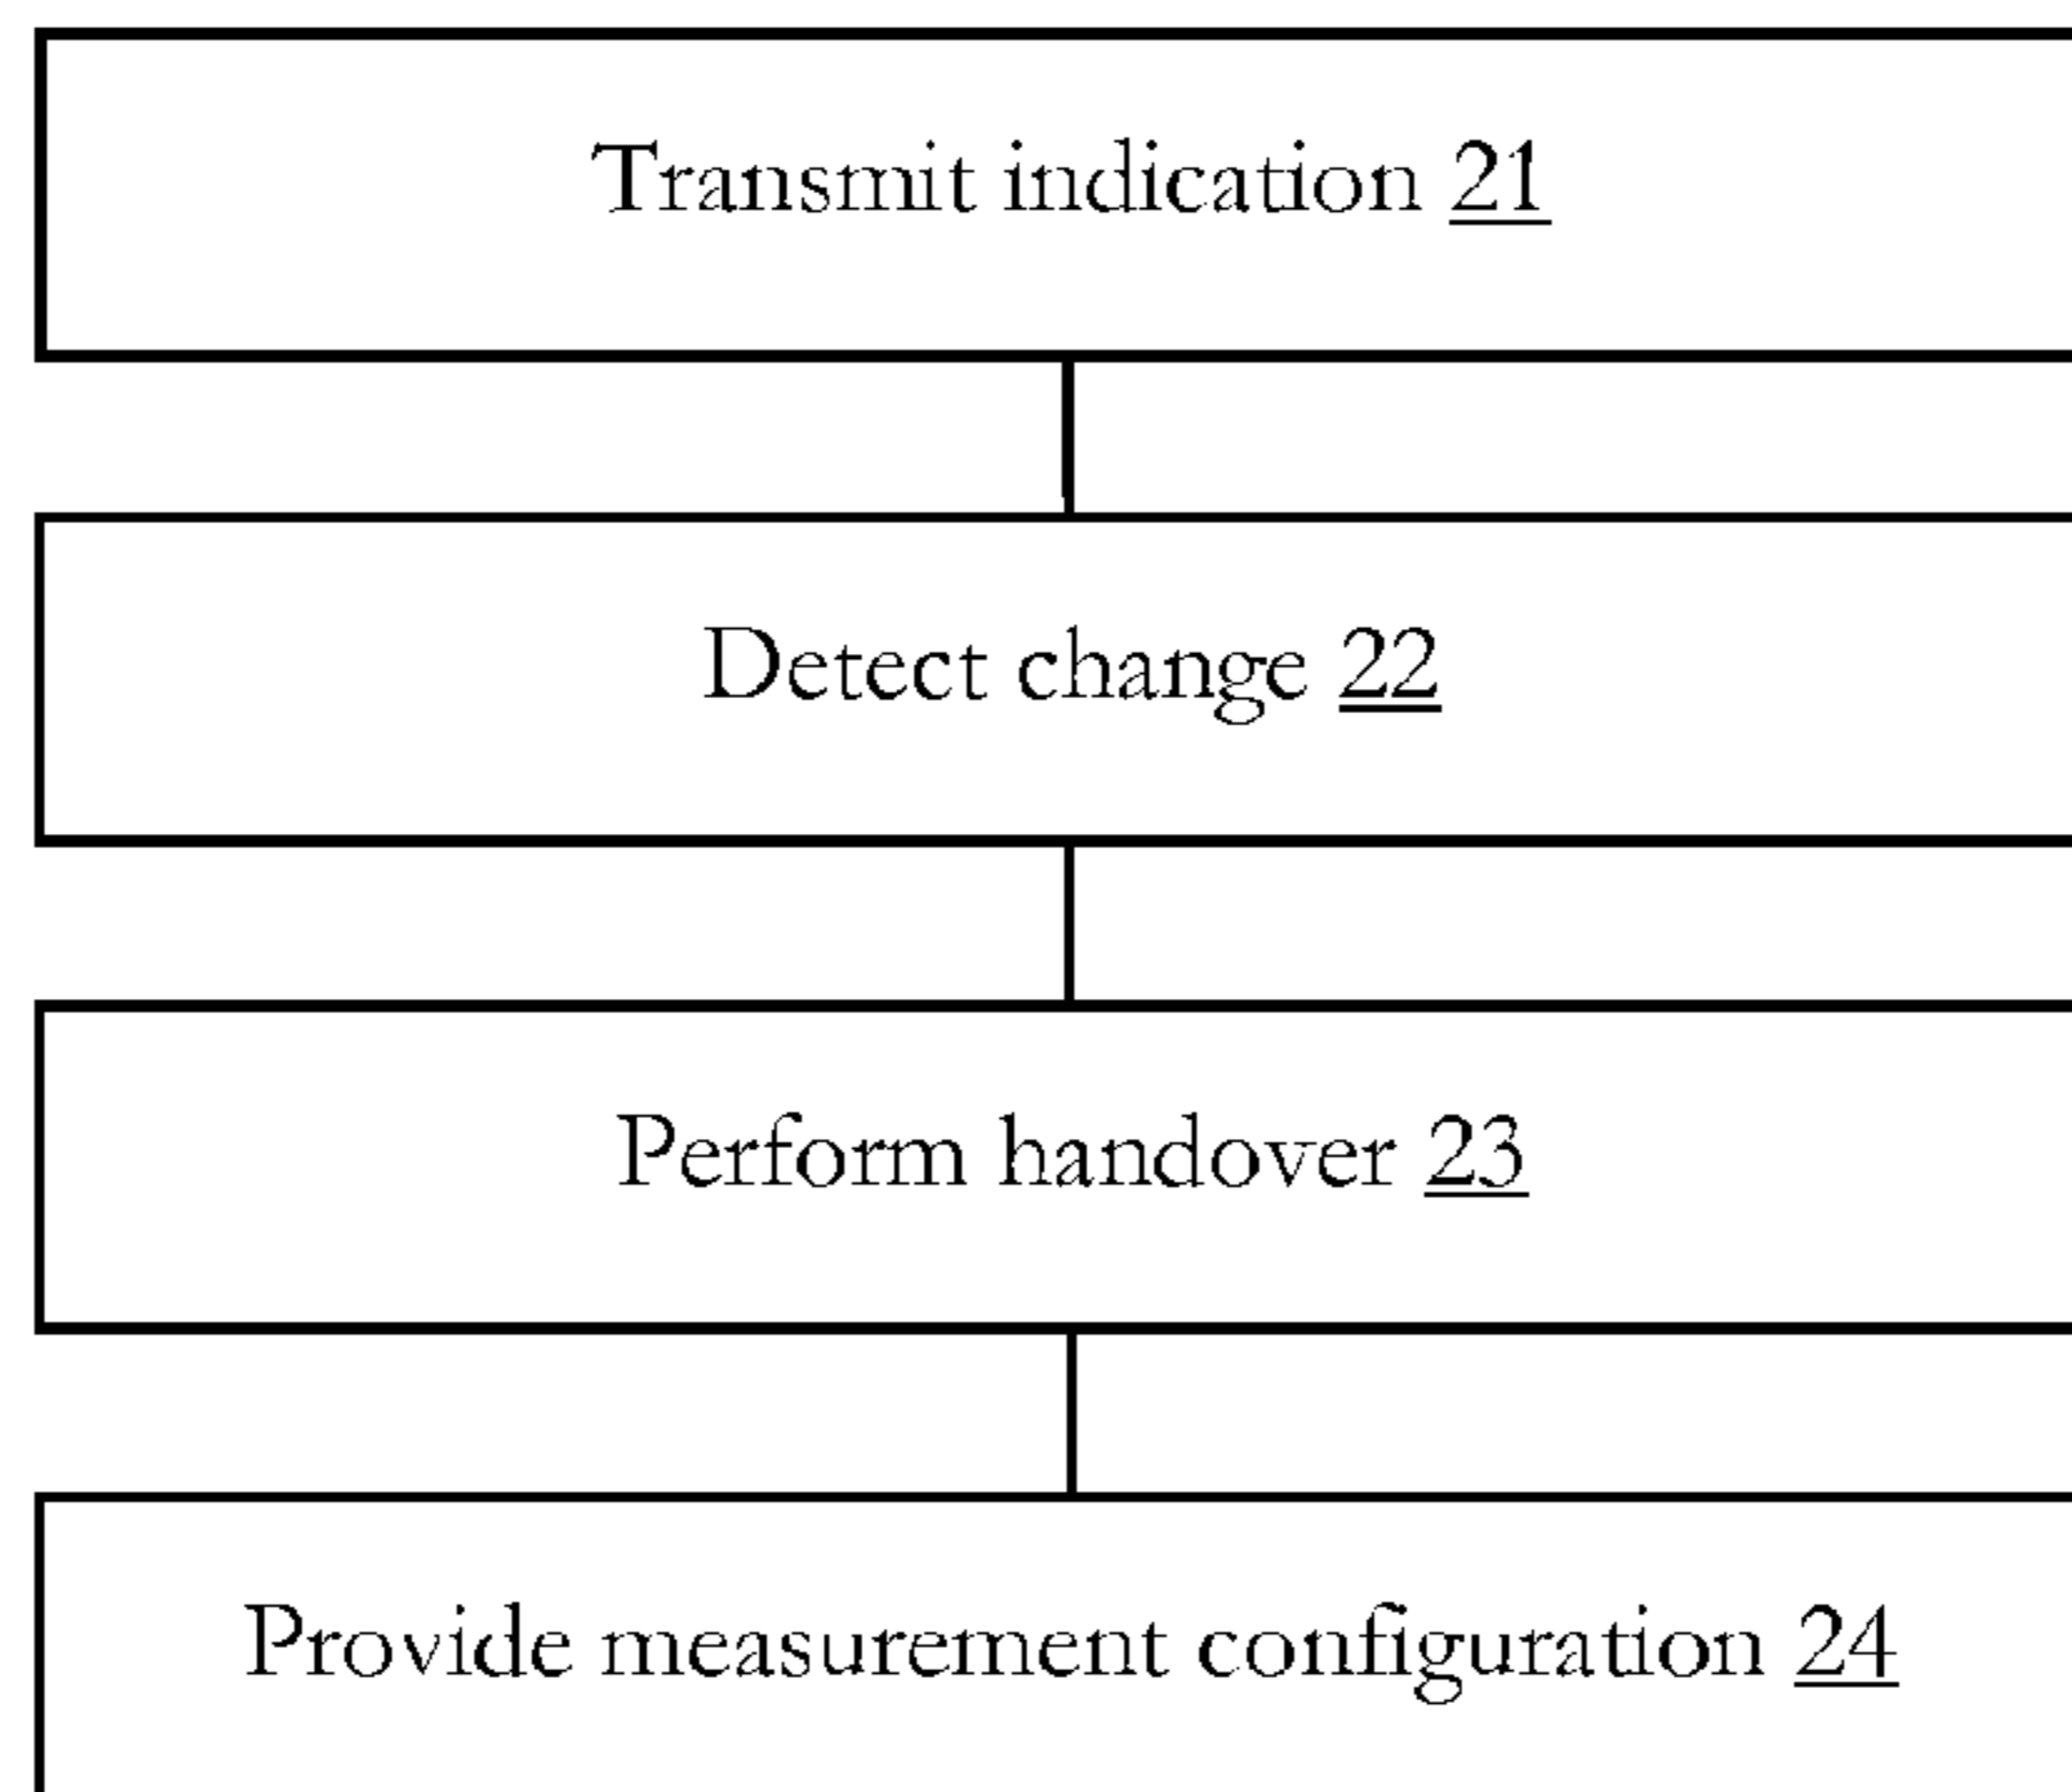 Transmit indication 21
Detect change 22
Perform handover 23
Provide measurement configuration 24